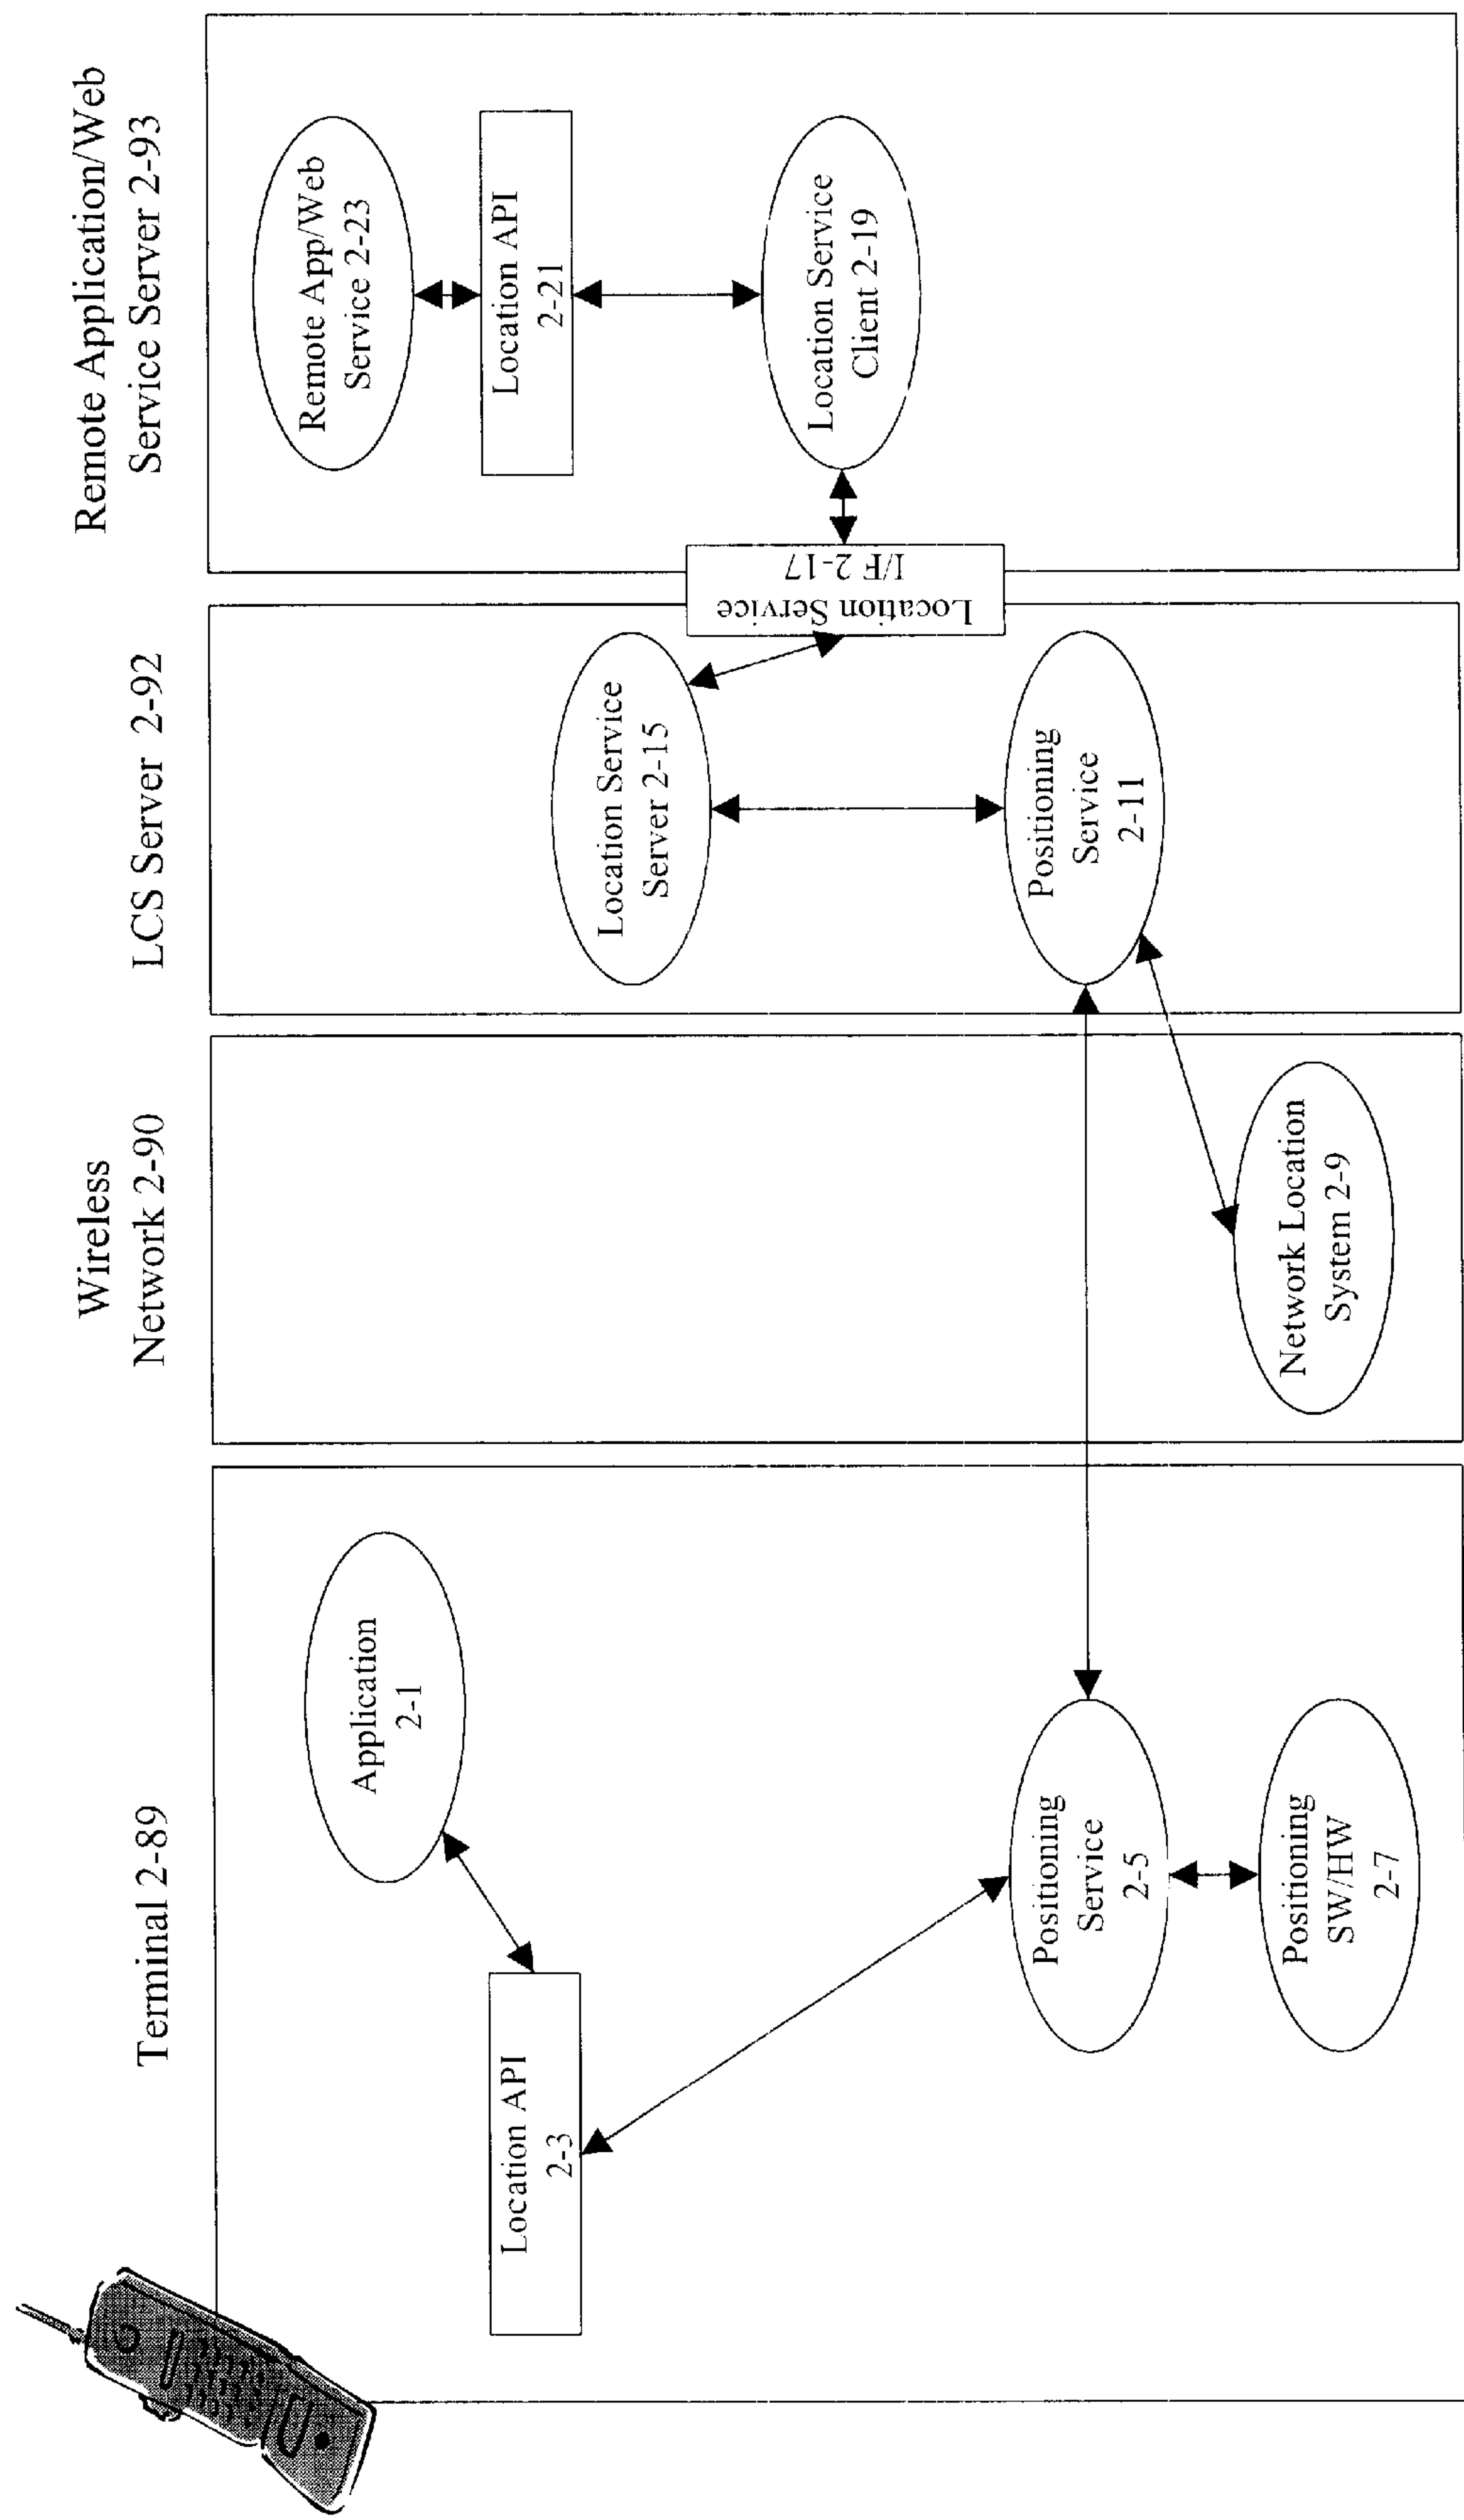 Terminal 2-89
Wireless
Network 2-90
LCS Server 2-92
Remote Application/Web
Service Server 2-93
Application
2-1
Location API
2-3
Positioning
Service
2-5
Positioning
SW/HW
2-7
Network Location
System 2-9
Location Service
Server 2-15
Positioning
Service
2-11
Location Service
I/F 2-17
Remote App/Web
Service 2-23
Location API
2-21
Location Service
Client 2-19